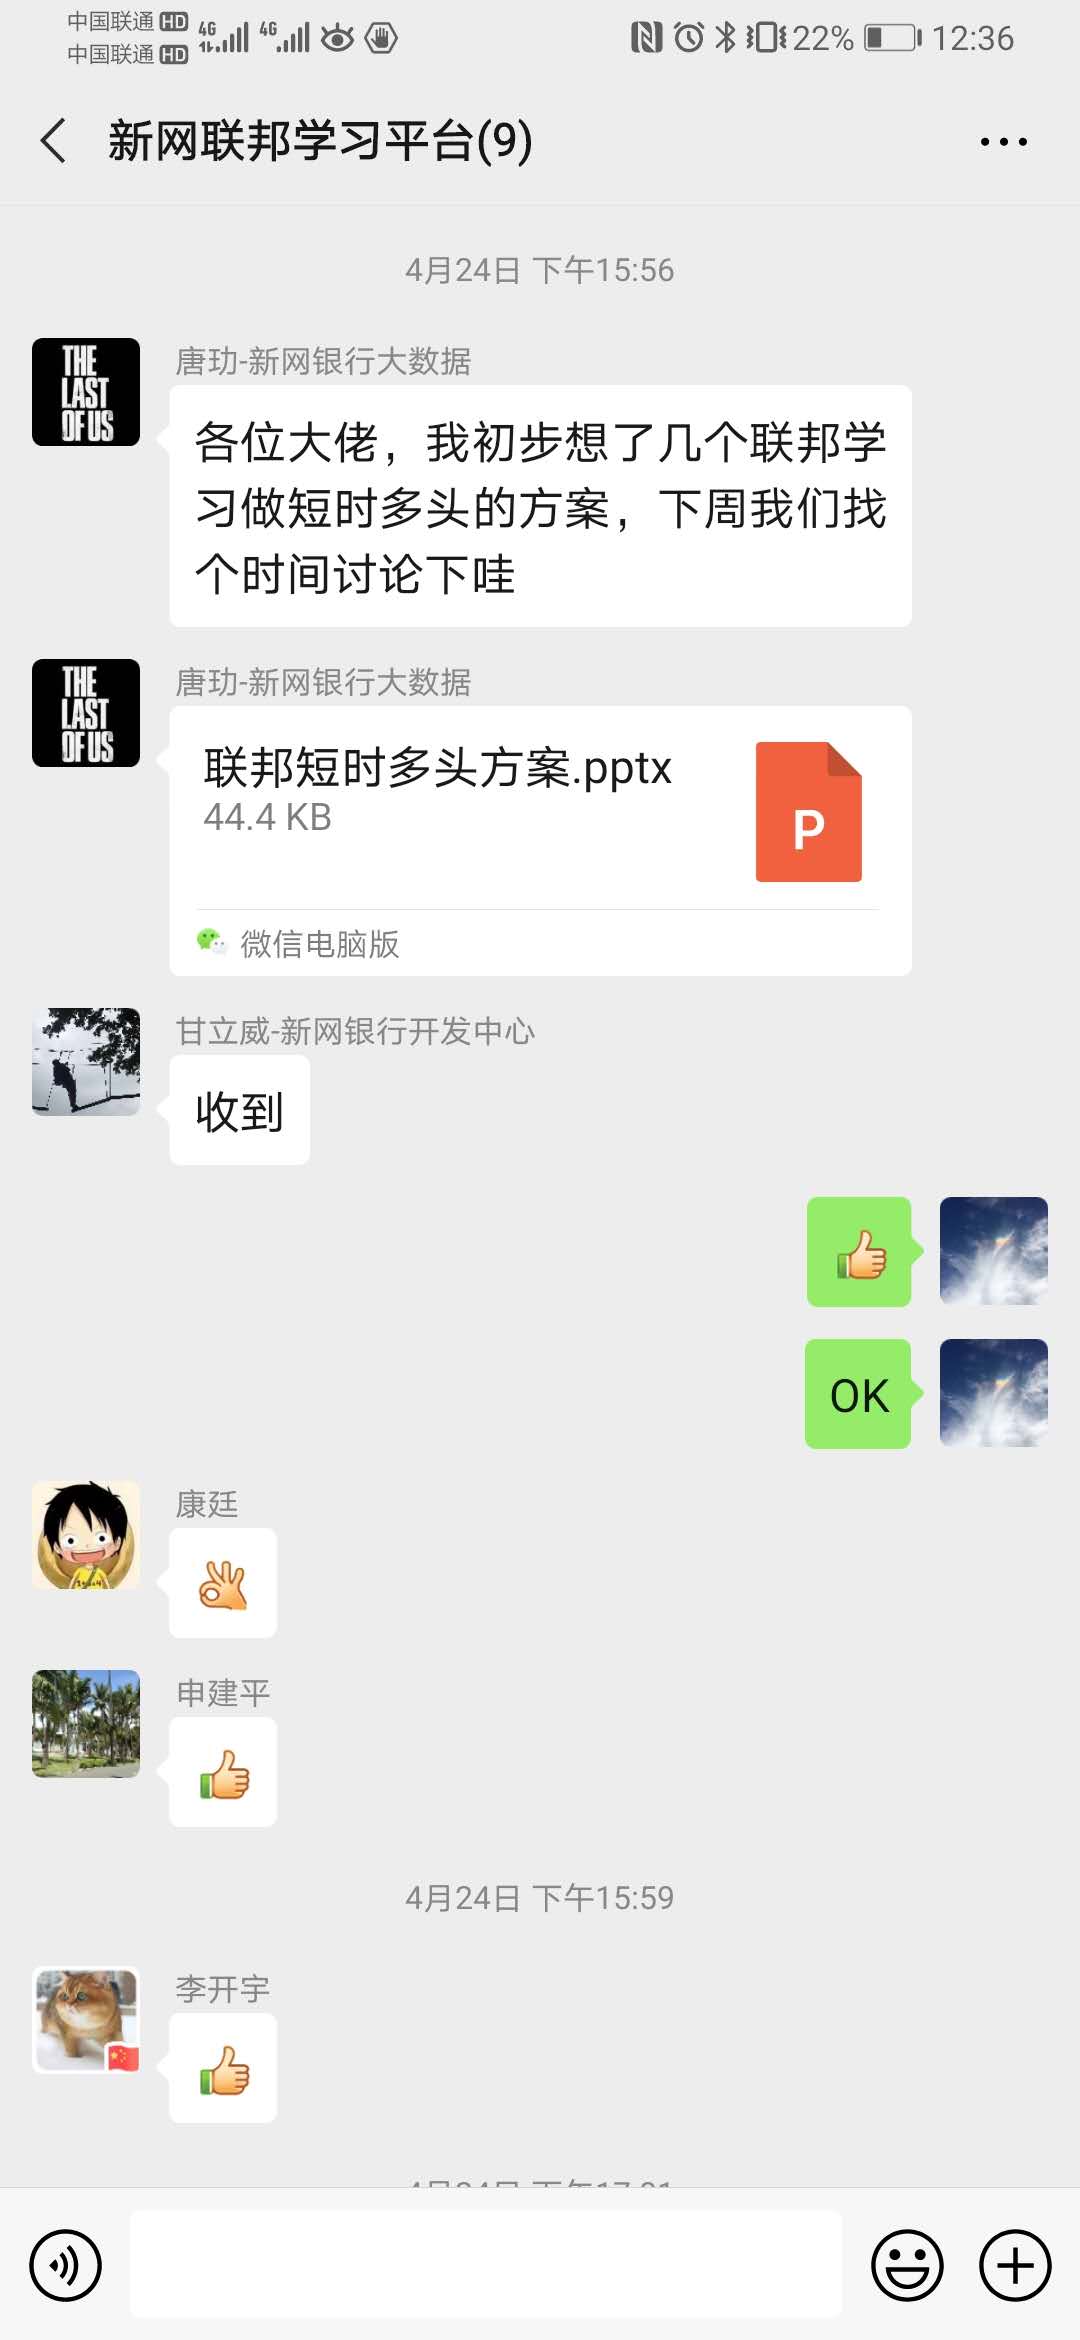 中国联通 HD 4G 4G 22% 12:36
中国联通 HD
新网联邦学习平台(9)
4月24日 下午15:56
THE
LAST
OF US
唐玏-新网银行大数据
各位大佬，我初步想了几个联邦学
习做短时多头的方案，下周我们找
个时间讨论下哇
THE
LAST
OF US
唐玏-新网银行大数据
联邦短时多头方案.pptx
44.4 KB
P
微信电脑版
甘立威-新网银行开发中心
收到
OK
康廷
申建平
4月24日 下午15:59
李开宇